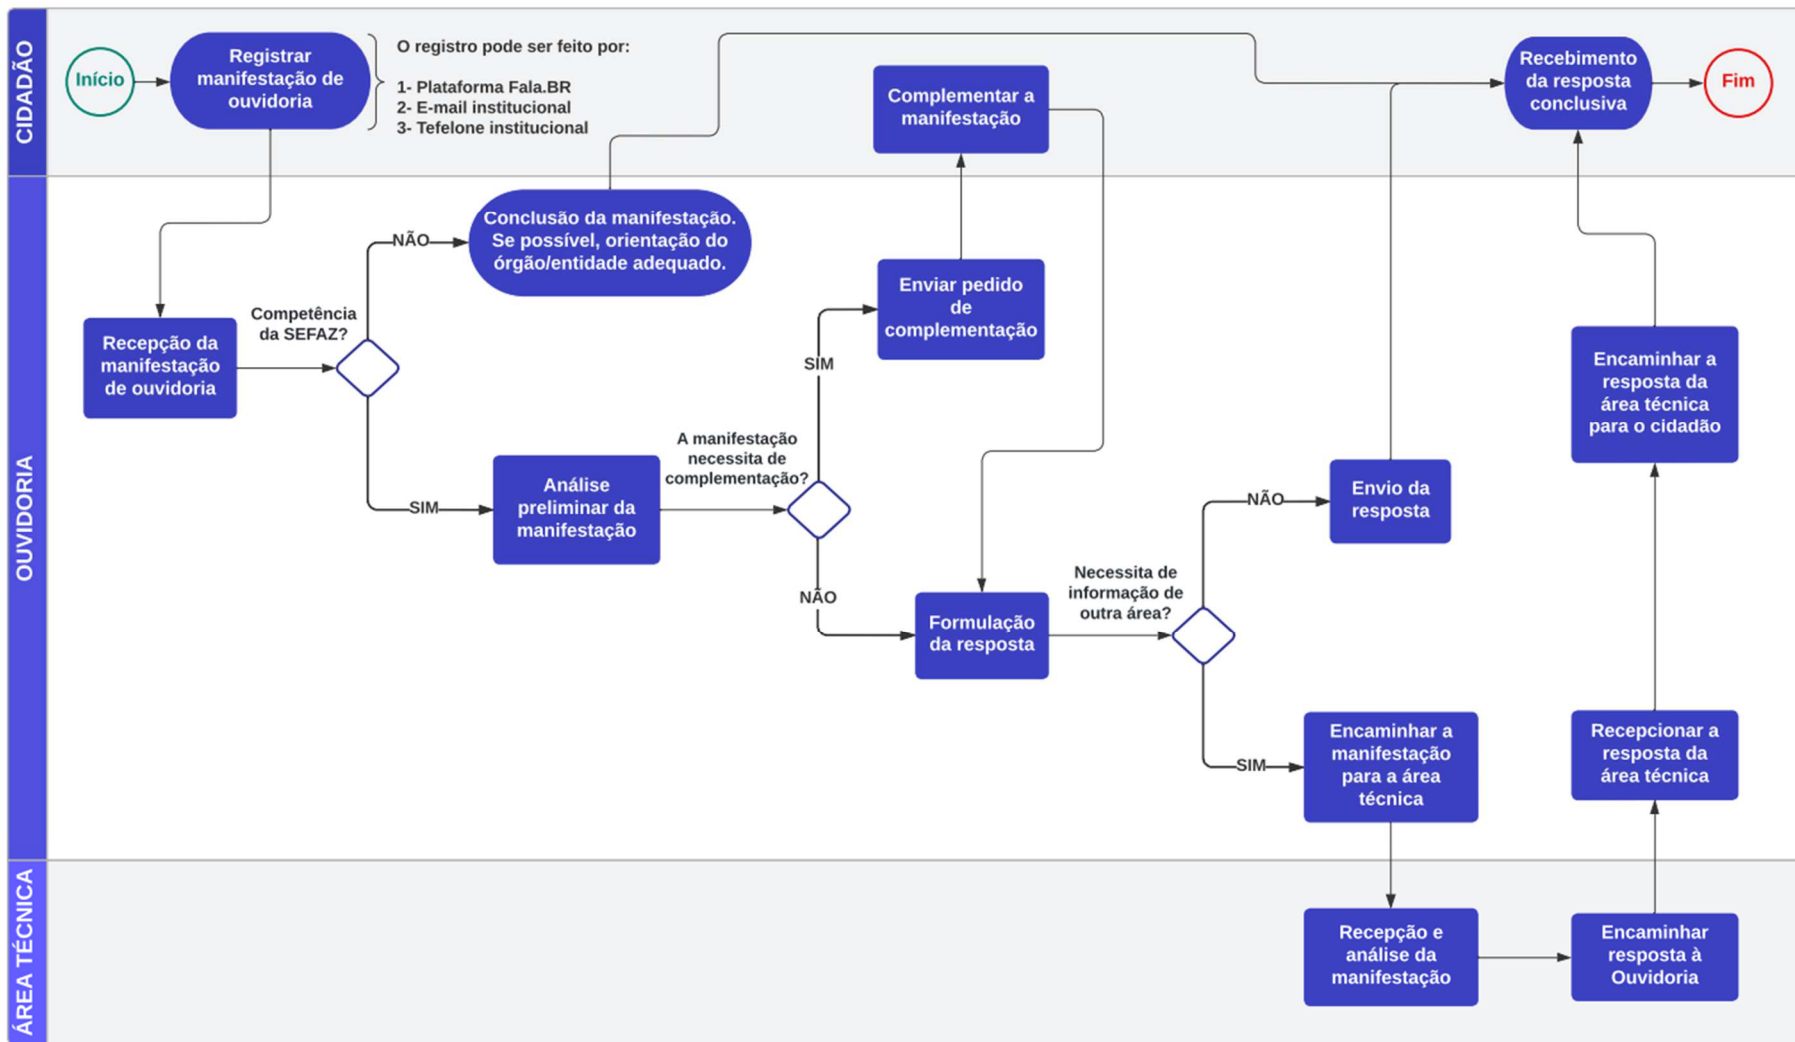 CIDADÃO
Início
Registrar
manifestação de
ouvidoria
O registro pode ser feito por:
1- Plataforma Fala.BR
2- E-mail institucional
3- Tefelone institucional
Complementar a
manifestação
Recebimento
da resposta
conclusiva
Fim
OUVIDORIA
Recepção da
manifestação
de ouvidoria
Competência
da SEFAZ?
NÃO
Conclusão da manifestação.
Se possível, orientação do
órgão/entidade adequado.
SIM
Análise
preliminar da
manifestação
A manifestação
necessita de
complementação?
SIM
Enviar pedido
de
complementação
NÃO
Formulação
da resposta
Necessita de
informação de
outra área?
NÃO
Envio da
resposta
SIM
Encaminhar a
manifestação
para a área
técnica
Encaminhar a
resposta da
área técnica
para o cidadão
Recepcionar a
resposta da
área técnica
ÁREA TÉCNICA
Recepção e
análise da
manifestação
Encaminhar
resposta à
Ouvidoria